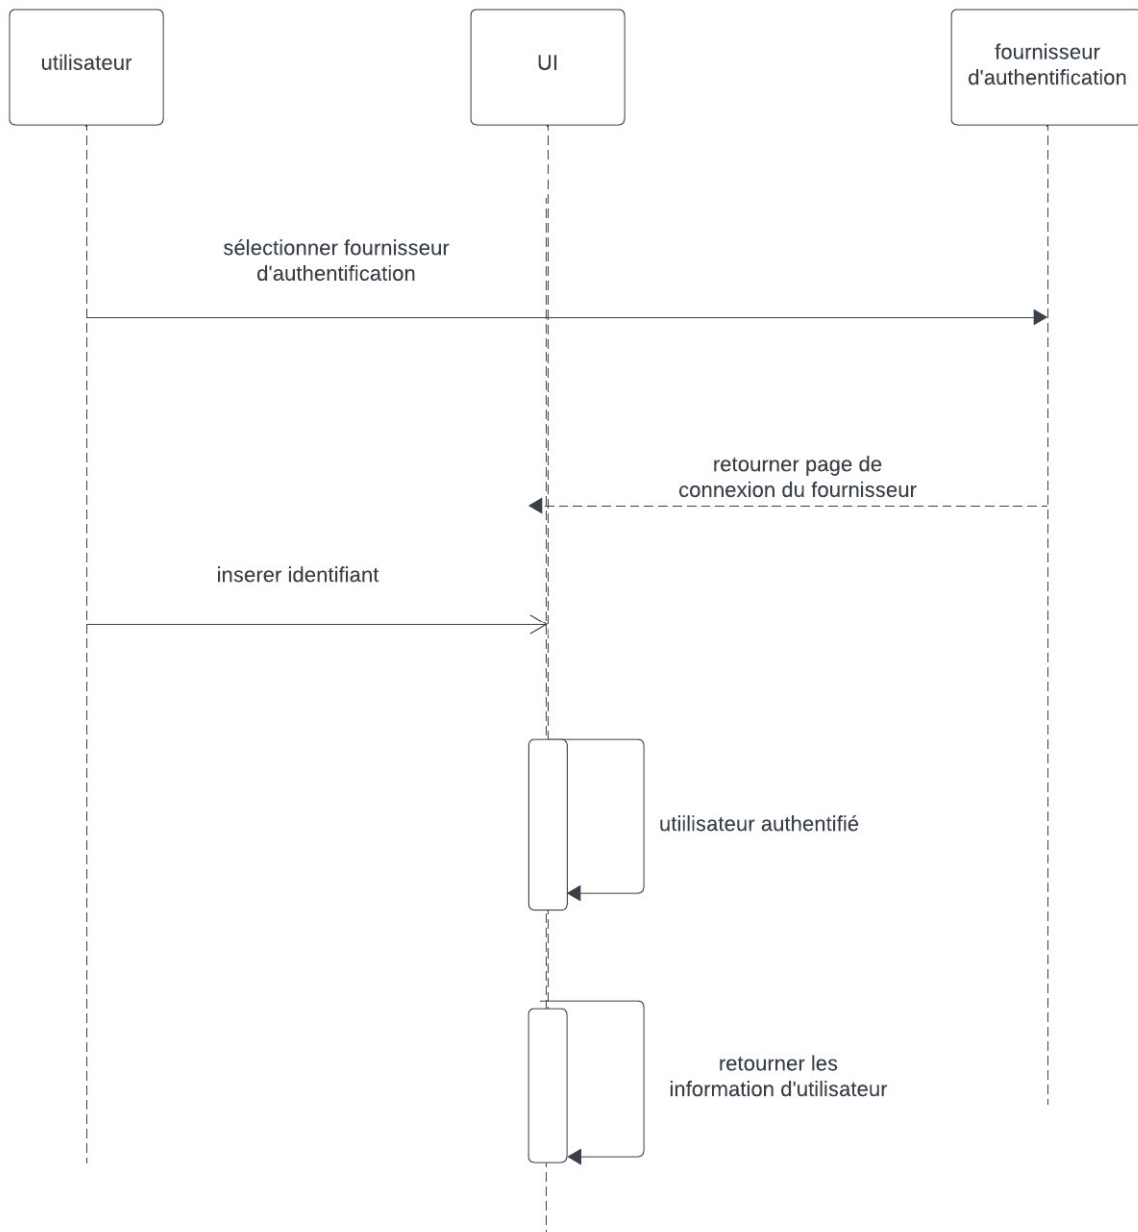 utilisateur
UI
fournisseur
d'authentification
sélectionner fournisseur
d'authentification
retourner page de
connexion du fournisseur
inserer identifiant
utiilisateur authentifié
retourner les
information d'utilisateur